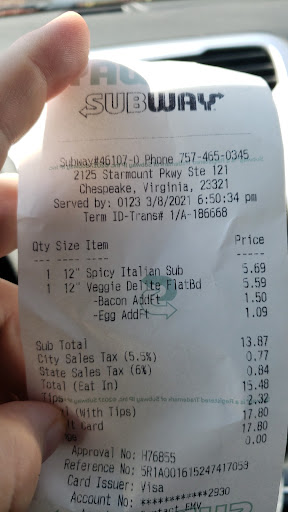 SUBWAY
Subway#46107-0 Phone 757-465-0345
2125 Starmount Pkwy Ste 121
Chespeake, Virginia, 23321
Served by: 0123 3/8/2021 6:50:34 pm
Term ID-Trans# 1/A-186668
Qty Size Item Price
1 12" Spicy Italian Sub 5.69
1 12" Veggie Delite FlatBd 5.59
-Bacon AddFt 1.50
-Egg AddFt 1.09
Sub Total 13.87
City Sales Tax (5.5%) 0.77
State Sales Tax (6%) 0.84
Total (Eat In) 15.48
Tips 2.32
(With Tips) 17.80
Card 17.80
0.00
Approval No: H76855
Reference No: 5R1A001615247417053
Card Issuer: Visa
Account No: ************2930